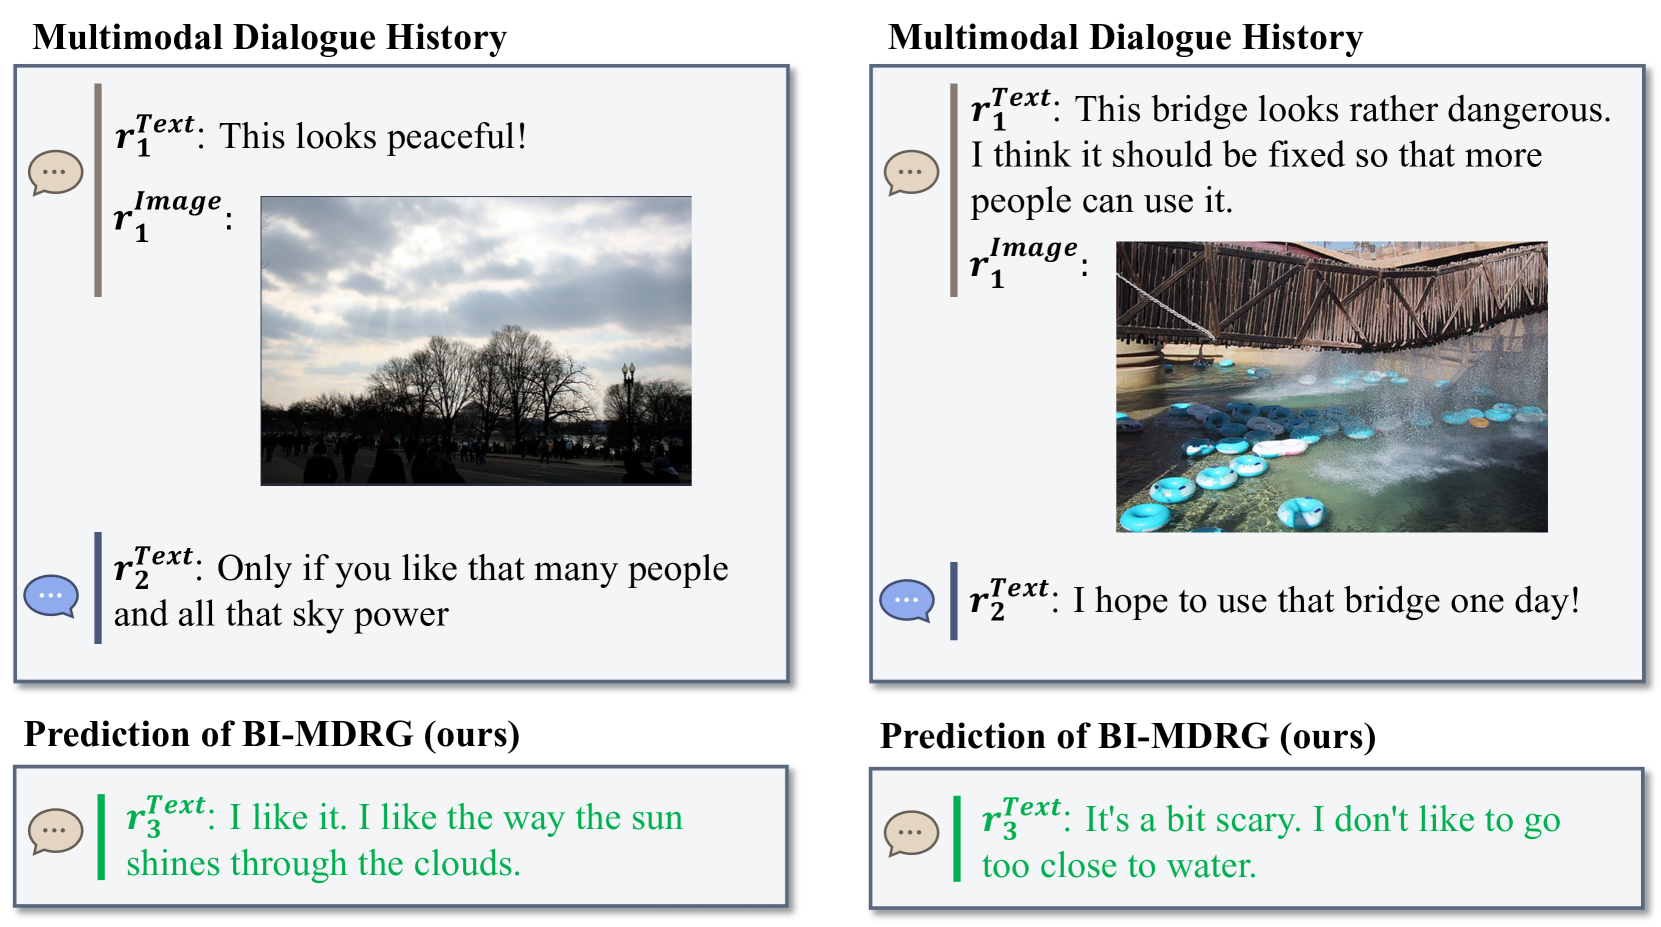 Multimodal Dialogue History
r_1^Text: This looks peaceful!
r_1^Image:
r_2^Text: Only if you like that many people
and all that sky power
Prediction of BI-MDRG (ours)
r_3^Text: I like it. I like the way the sun
shines through the clouds.
Multimodal Dialogue History
r_1^Text: This bridge looks rather dangerous.
I think it should be fixed so that more
people can use it.
r_1^Image:
r_2^Text: I hope to use that bridge one day!
Prediction of BI-MDRG (ours)
r_3^Text: It's a bit scary. I don't like to go
too close to water.